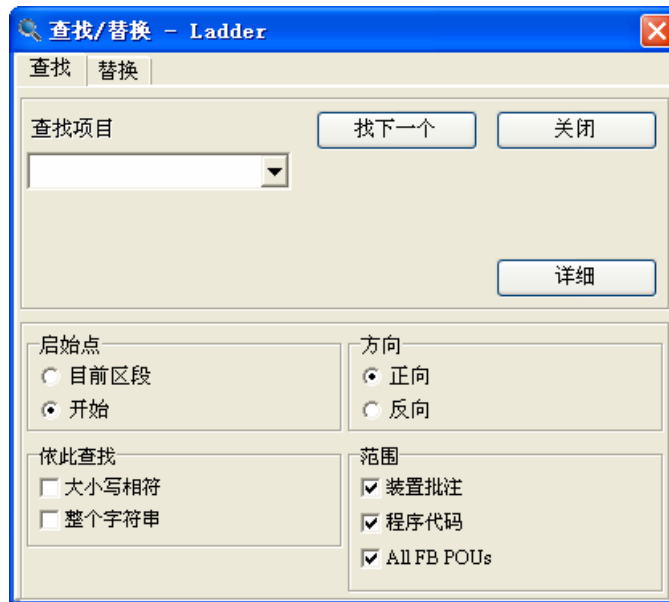 查找/替换 - Ladder
查找 替换
查找项目 找下一个 关闭
详细
启始点 方向
目前区段 正向
开始 反向
依此查找 范围
大小写相符 装置批注
整个字符串 程序代码
All FB POUs